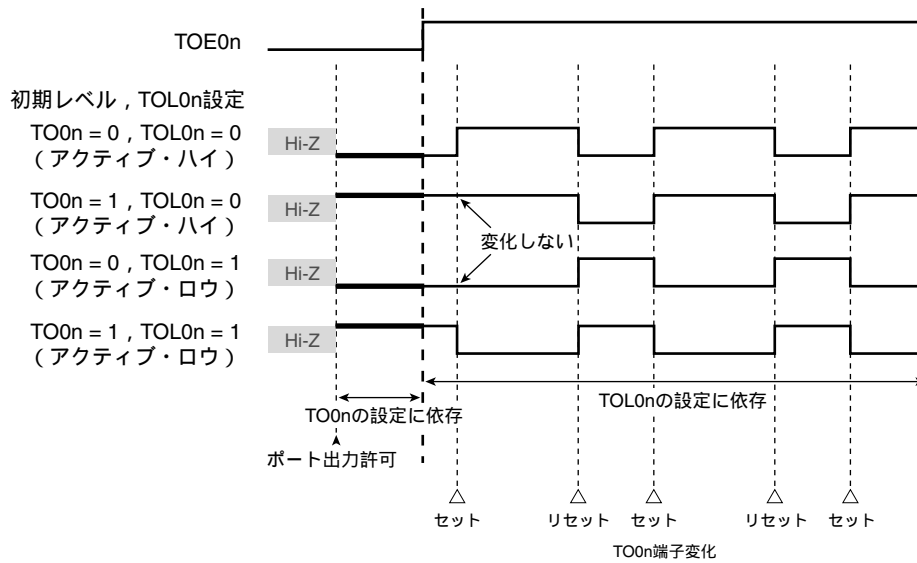 TOE0n
初期レベル，TOL0n設定
TO0n = 0 , TOL0n = 0
（アクティブ・ハイ）
Hi-Z
TO0n = 1 , TOL0n = 0
（アクティブ・ハイ）
Hi-Z
変化しない
TO0n = 0 , TOL0n = 1
（アクティブ・ロウ）
Hi-Z
TO0n = 1 , TOL0n = 1
（アクティブ・ロウ）
Hi-Z
TO0nの設定に依存
TOL0nの設定に依存
ポート出力許可
セット リセット セット リセット セット
TO0n端子変化